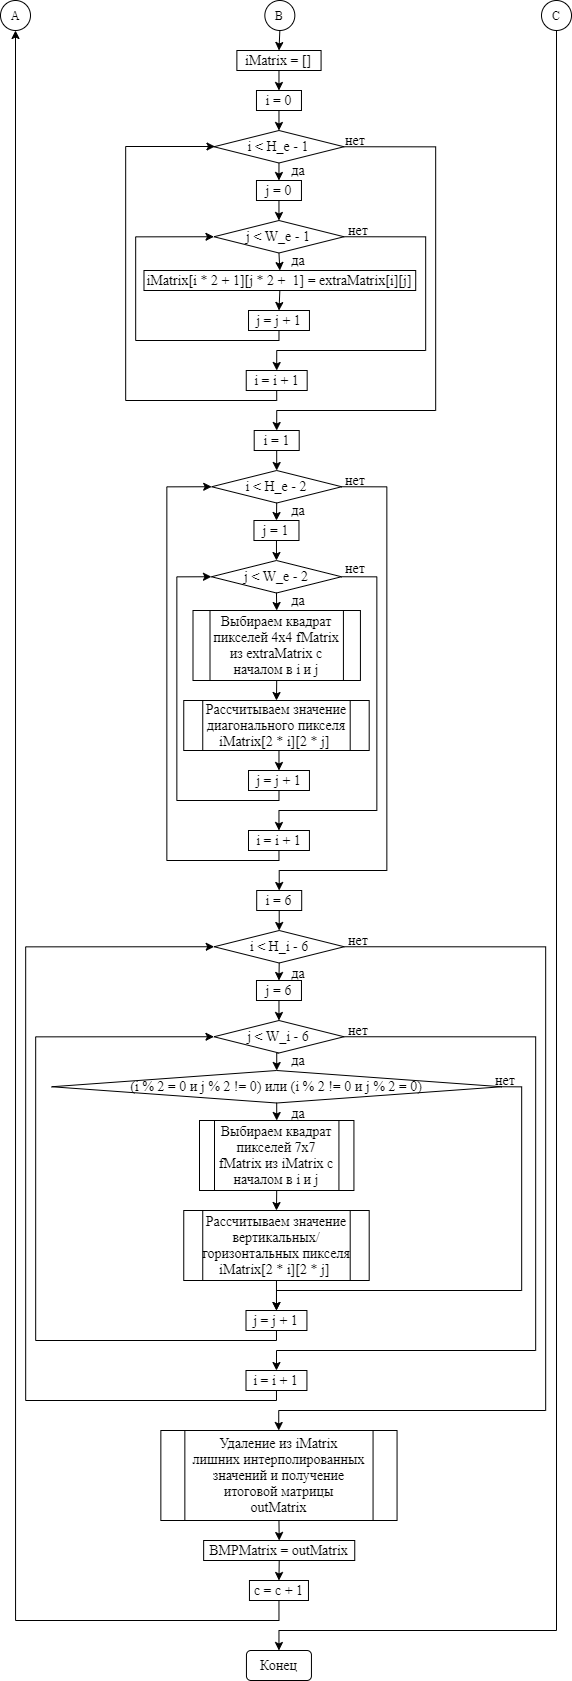 A
B
C
iMatrix = []
i = 0
i < H_e - 1
нет
да
j = 0
j < W_e - 1
нет
да
iMatrix[i * 2 + 1][j * 2 + 1] = extraMatrix[i][j]
j = j + 1
i = i + 1
i = 1
i < H_e - 2
нет
да
j = 1
j < W_e - 2
нет
да
Выбираем квадрат
пикселей 4x4 fMatrix
из extraMatrix с
началом в i и j
Рассчитываем значение
диагонального пикселя
iMatrix[2 * i][2 * j]
j = j + 1
i = i + 1
i = 6
i < H_i - 6
нет
да
j = 6
j < W_i - 6
нет
да
(i % 2 = 0 и j % 2 != 0) или (i % 2 != 0 и j % 2 = 0)
нет
да
Выбираем квадрат
пикселей 7x7
fMatrix из iMatrix с
началом в i и j
Рассчитываем значение
вертикальных/
горизонтальных пикселя
iMatrix[2 * i][2 * j]
j = j + 1
i = i + 1
Удаление из iMatrix
лишних интерполированных
значений и получение
итоговой матрицы
outMatrix
BMPMatrix = outMatrix
c = c + 1
Конец